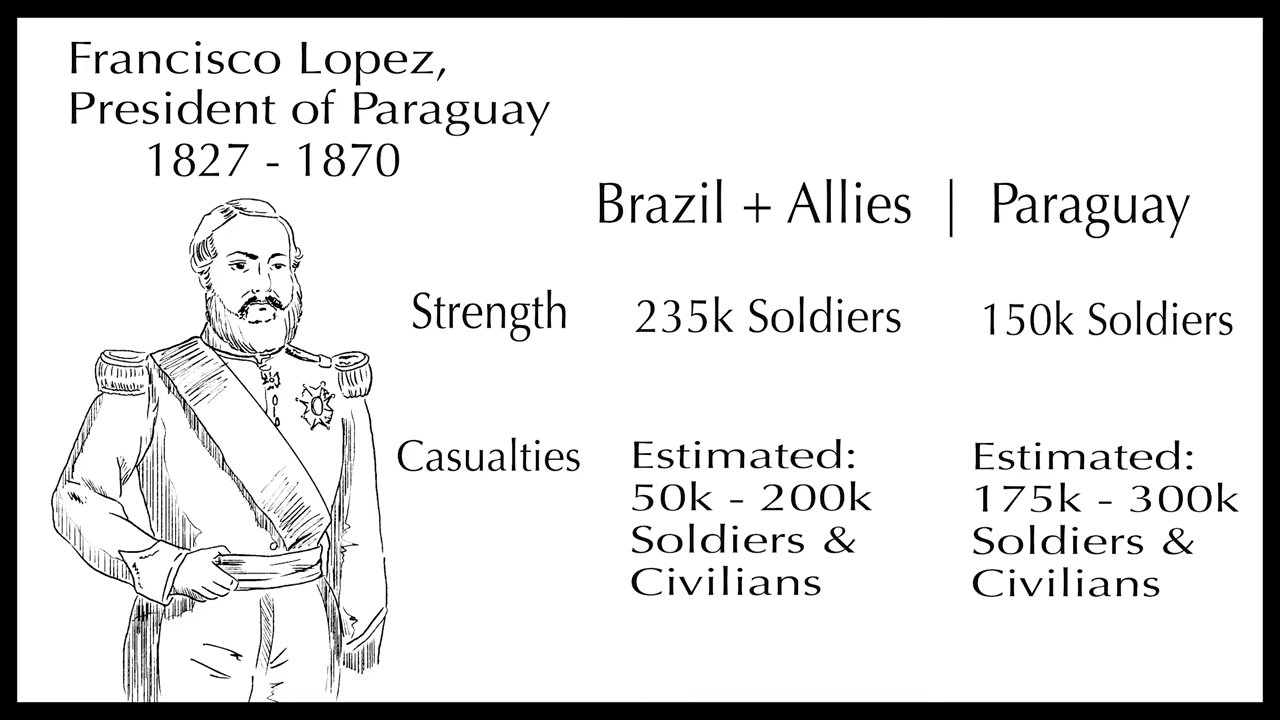 Francisco Lopez,
President of Paraguay
1827 - 1870
Brazil + Allies | Paraguay
Strength 235k Soldiers 150k Soldiers
Casualties
Estimated:
50k - 200k
Soldiers &
Civilians
Estimated:
175k - 300k
Soldiers &
Civilians